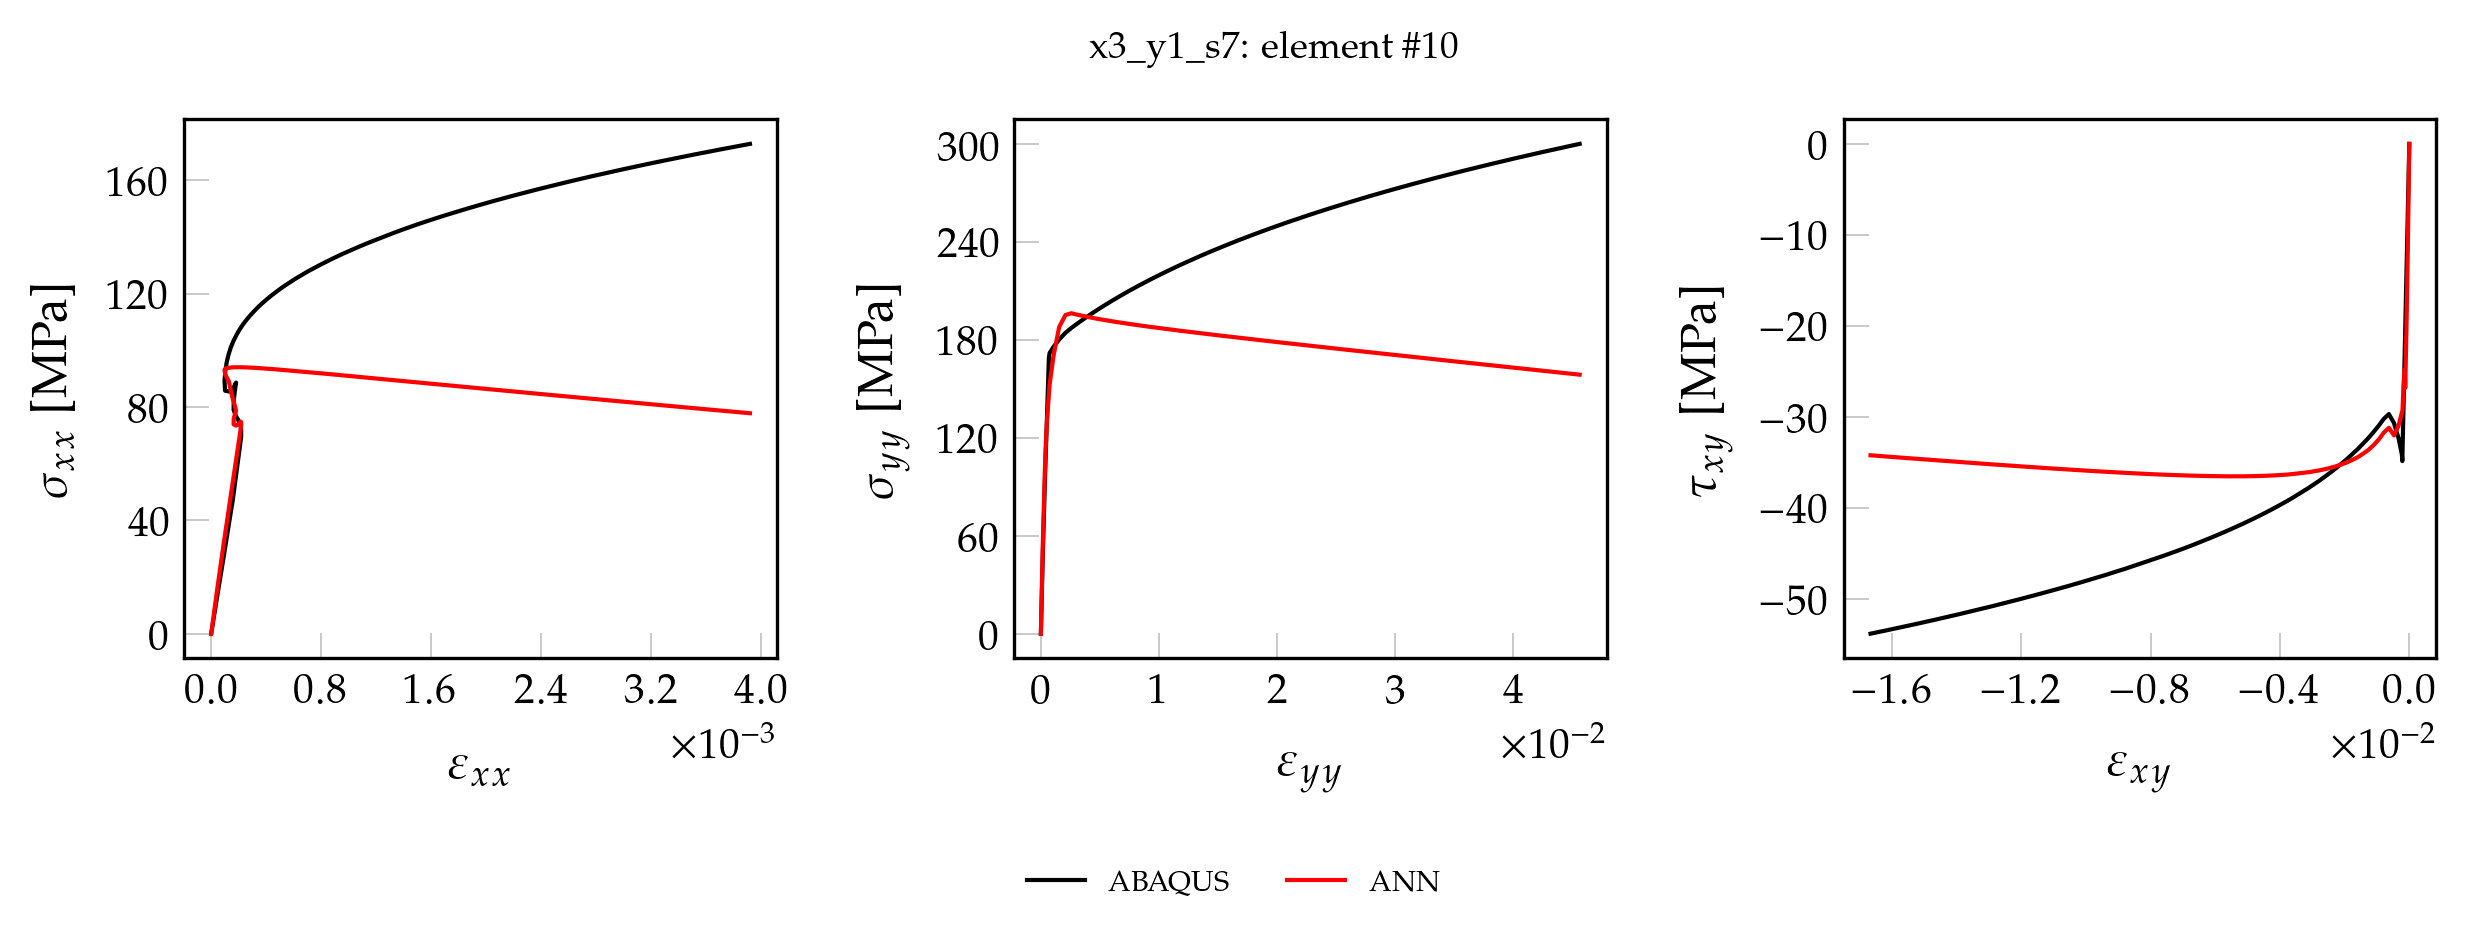 x3_y1_s7: element #10
σxx [MPa]
160
120
80
40
0
0.0 0.8 1.6 2.4 3.2 4.0
×10−3
εxx
σyy [MPa]
300
240
180
120
60
0
0 1 2 3 4
×10−2
εyy
τxy [MPa]
0
−10
−20
−30
−40
−50
−1.6 −1.2 −0.8 −0.4 0.0
×10−2
εxy
ABAQUS ANN